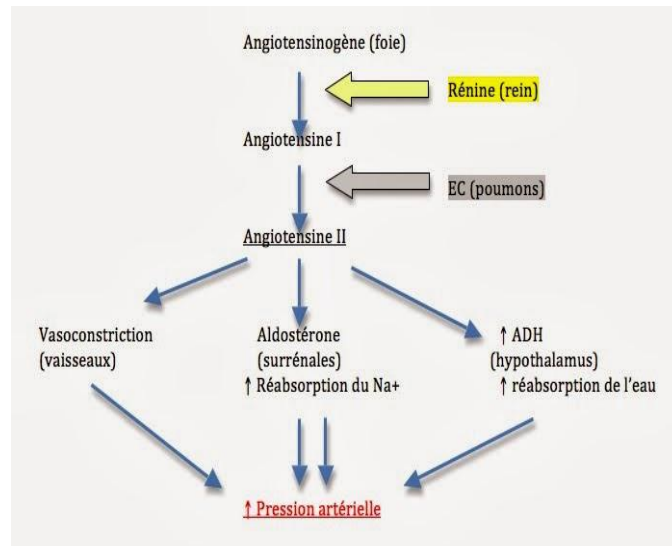 Angiotensinogène (foie)
Rénine (rein)
Angiotensine I
EC (poumons)
Angiotensine II
Vasoconstriction
(vaisseaux)
Aldostérone
(surrénales)
↑ Réabsorption du Na+
↑ ADH
(hypothalamus)
↑ réabsorption de l'eau
↑ Pression artérielle